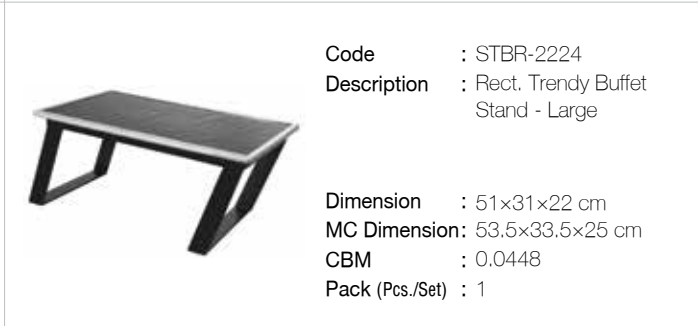 Code : STBR-2224
Description : Rect. Trendy Buffet
Stand - Large
Dimension : 51×31×22 cm
MC Dimension: 53.5×33.5×25 cm
CBM : 0.0448
Pack (Pcs./Set) : 1